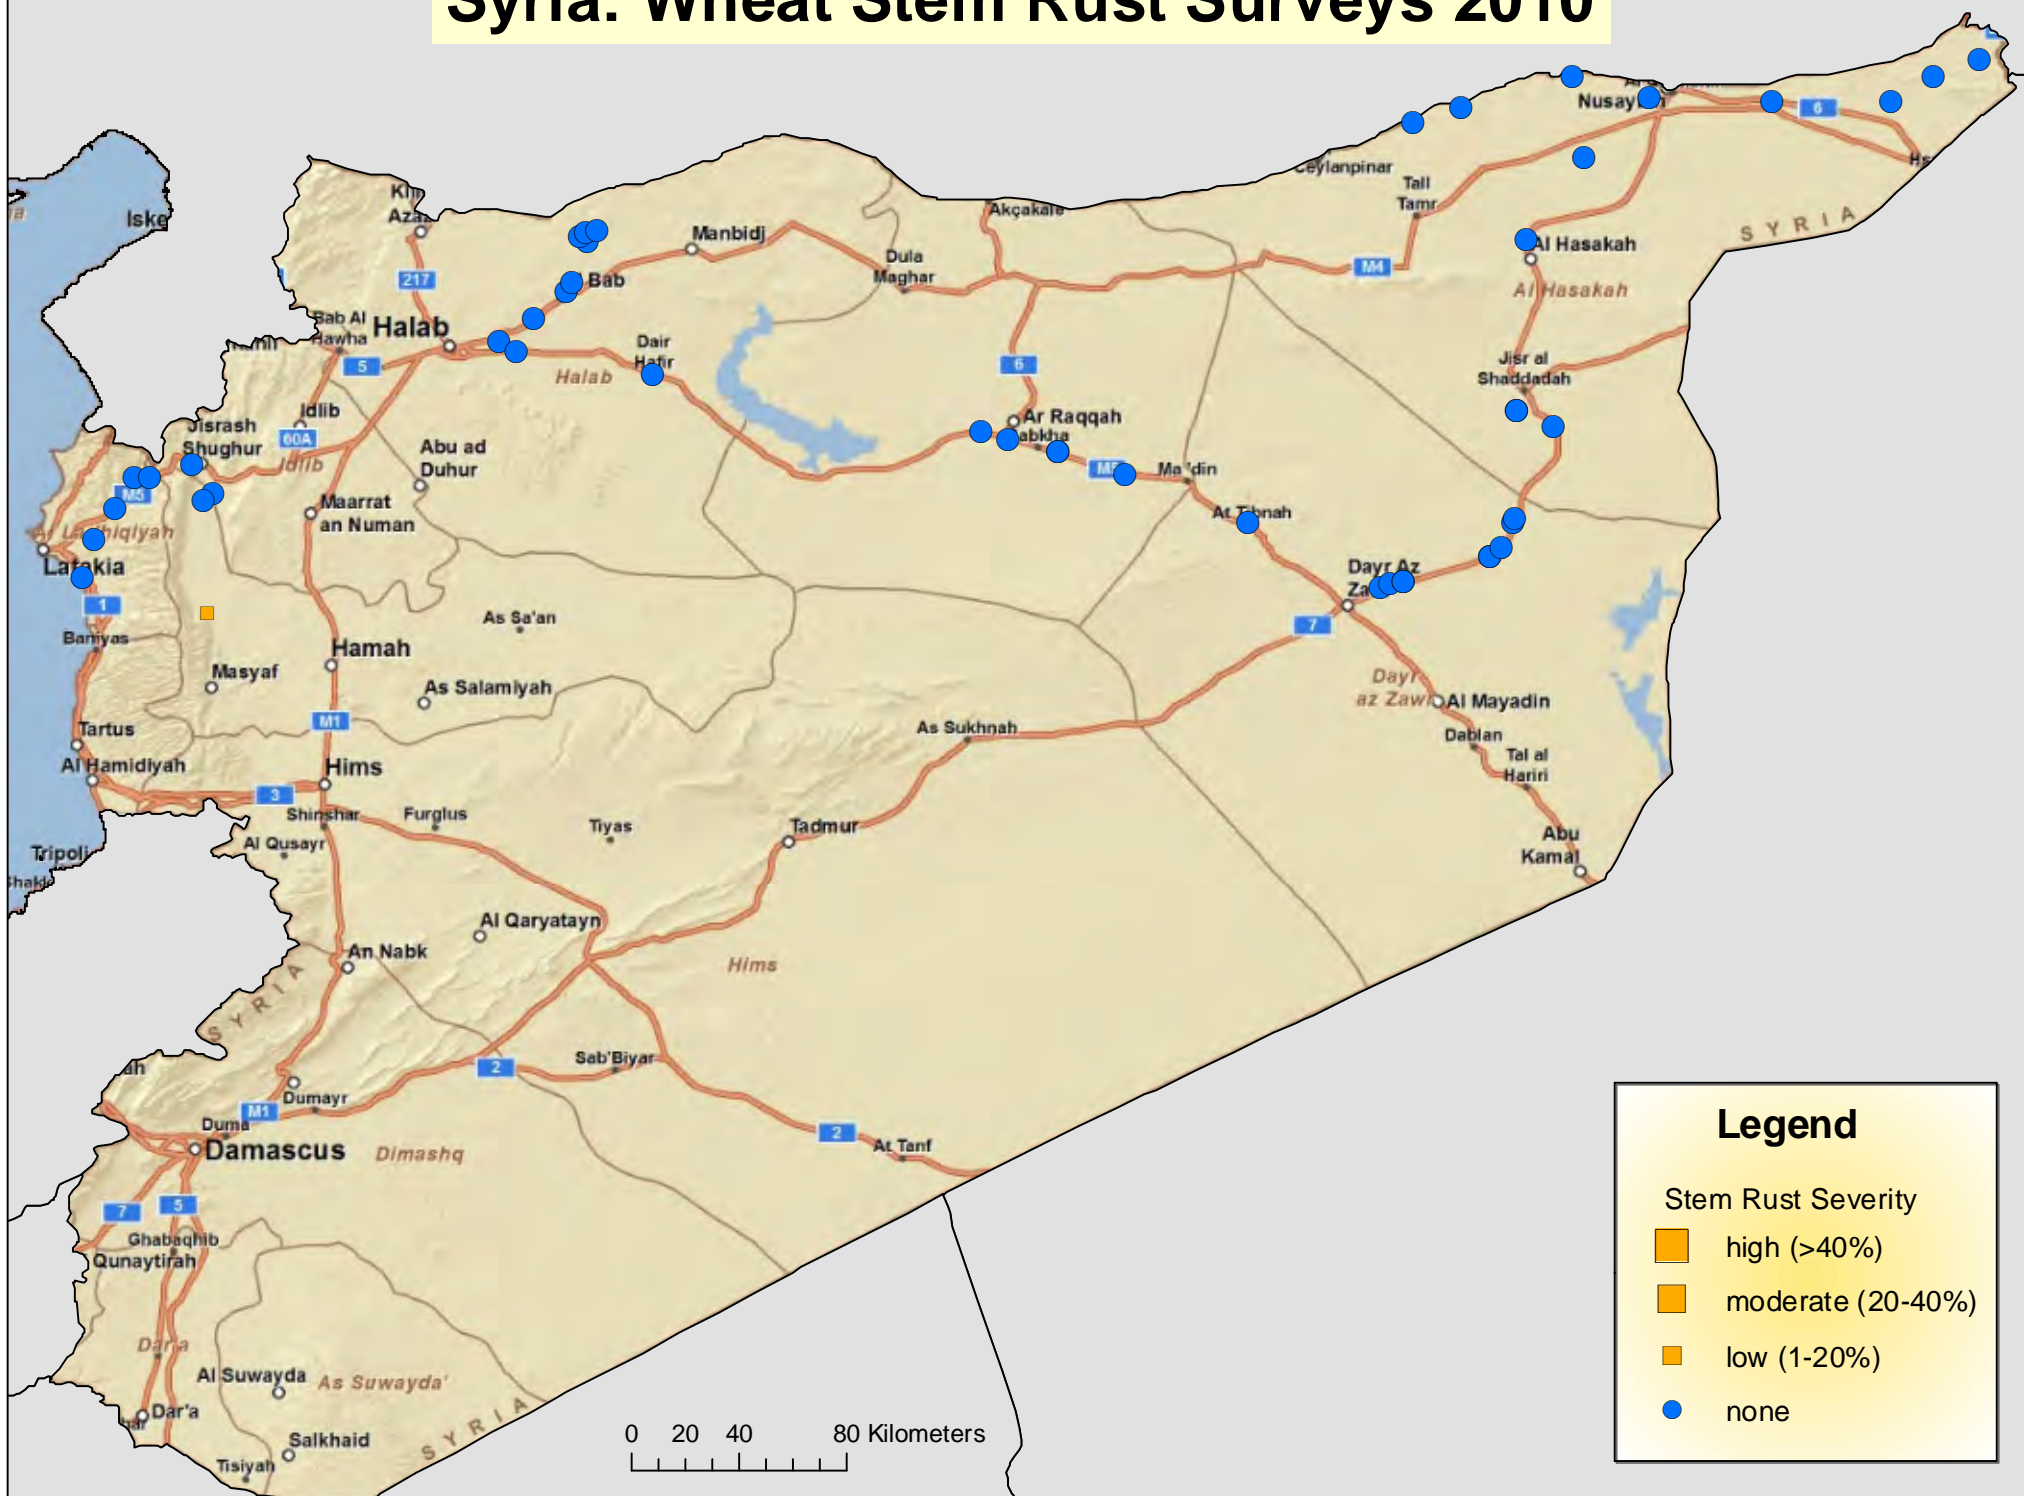 Syria: Wheat Stem Rust Surveys 2010
Nusaybin
6
Ceylanpinar
Tall
Tamr
SYRIA
Akçakale
Manbidj
Dula
Maghar
M4
Al Hasakah
Al Hasakah
217
Bab
Bab Al
Hawha
Halab
5
Dair
Hafir
Halab
6
Jisr al
Shaddadah
Idlib
60A
Jisrash
Shughur
Idlib
Abu ad
Duhur
Ar Raqqah
Ma'din
M5
Maarrat
an Numan
At Tibnah
Latakia
Dayr Az
1
7
As Sa'an
Baniyas
Hamah
Masyaf
As Salamiyah
Dayr
az Zawr
Al Mayadin
M1
Tartus
As Sukhnah
Dablan
Al Hamidiyah
Hims
Tal al
Hariri
3
Shinshar
Furglus
Tiyas
Tadmur
Al Qusayr
Abu
Kamal
Tripoli
Al Qaryatayn
An Nabk
Hims
SYRIA
2
Sab'Biyar
Dumayr
M1
Duma
Damascus
Dimashq
2
At Tanf
7
5
Ghabaqhib
Qunaytirah
Dar'a
Al Suwayda
As Suwayda'
Dar'a
Salkhaid
Tisiyah
SYRIA
0 20 40 80 Kilometers
Legend
Stem Rust Severity
high (>40%)
moderate (20-40%)
low (1-20%)
none